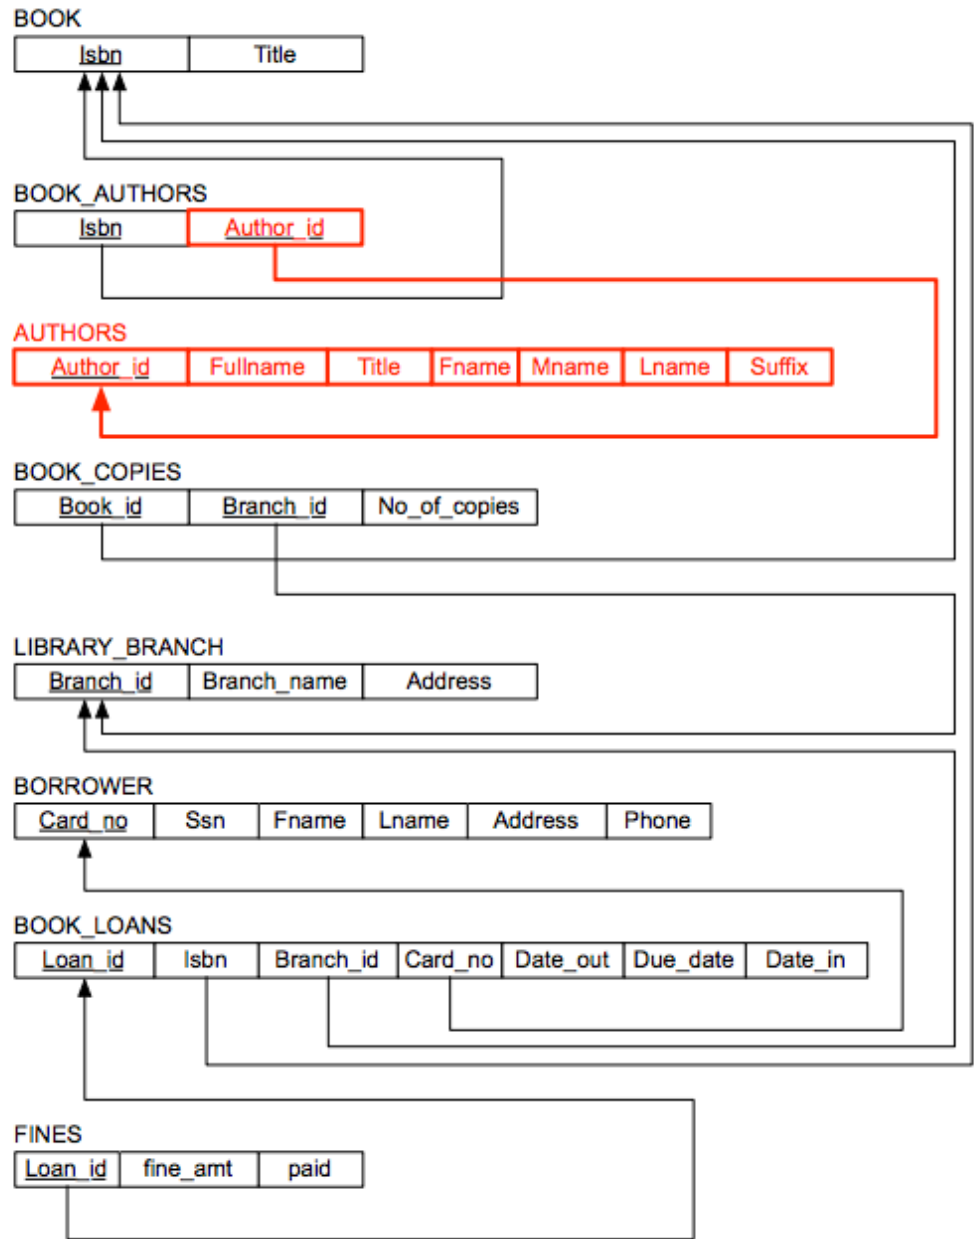 BOOK
Isbn Title
BOOK_AUTHORS
Isbn Author_id
AUTHORS
Author_id Fullname Title Fname Mname Lname Suffix
BOOK_COPIES
Book_id Branch_id No_of_copies
LIBRARY_BRANCH
Branch_id Branch_name Address
BORROWER
Card_no Ssn Fname Lname Address Phone
BOOK_LOANS
Loan_id Isbn Branch_id Card_no Date_out Due_date Date_in
FINES
Loan_id fine_amt paid